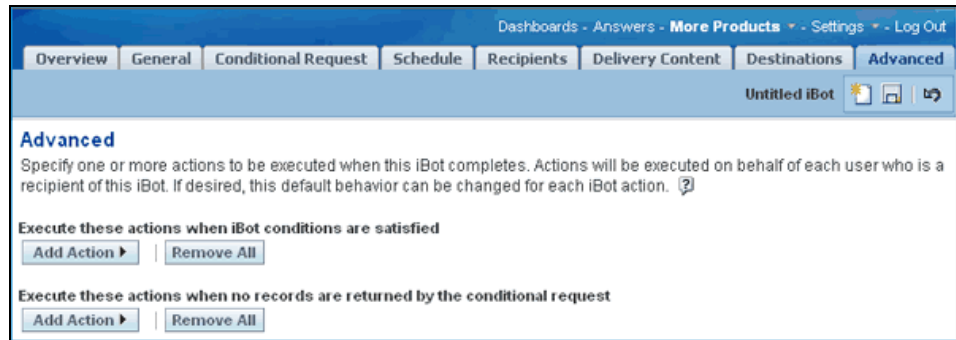 Dashboards - Answers - More Products - Settings - Log Out
Overview General Conditional Request Schedule Recipients Delivery Content Destinations Advanced
Untitled iBot
Advanced
Specify one or more actions to be executed when this iBot completes. Actions will be executed on behalf of each user who is a
recipient of this iBot. If desired, this default behavior can be changed for each iBot action. ?
Execute these actions when iBot conditions are satisfied
Add Action | Remove All
Execute these actions when no records are returned by the conditional request
Add Action | Remove All